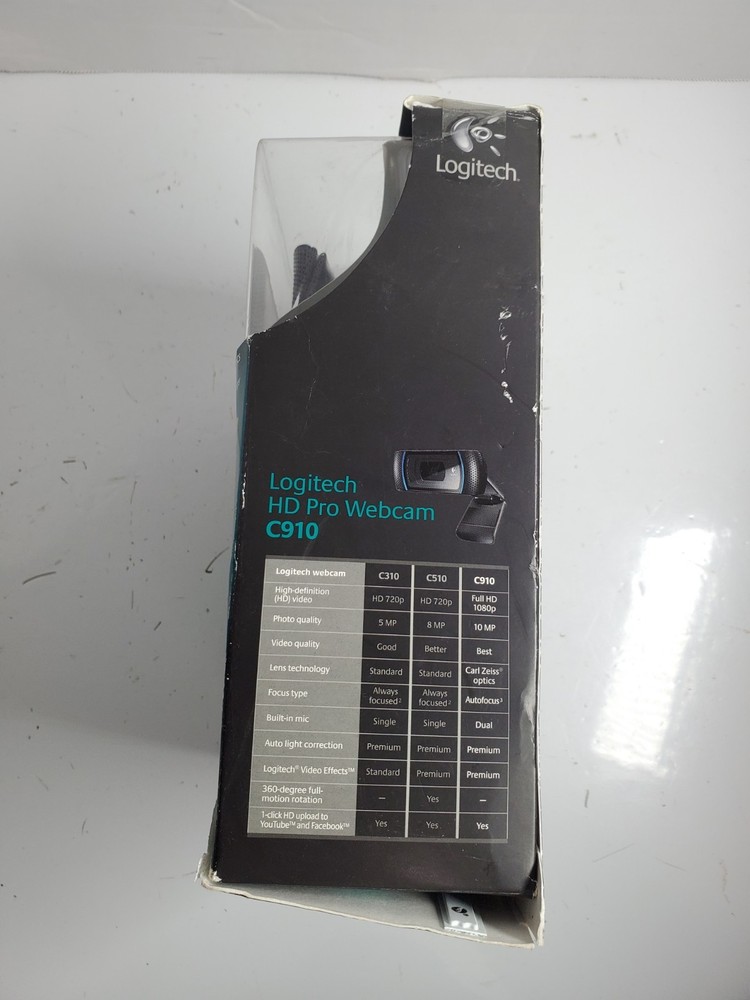 Logitech
Logitech
HD Pro Webcam
C910
Logitech webcam C310 C510 C910
High-definition
(HD) video HD 720p HD 720p Full HD
1080p
Photo quality 5 MP 8 MP 10 MP
Video quality Good Better Best
Lens technology Standard Standard Carl Zeiss®
optics
Focus type Always
focused² Always
focused² Autofocus³
Built-in mic Single Single Dual
Auto light correction Premium Premium Premium
Logitech® Video Effects™ Standard Premium Premium
360-degree full-
motion rotation – Yes –
1-click HD upload to
YouTube™ and Facebook™ Yes Yes Yes